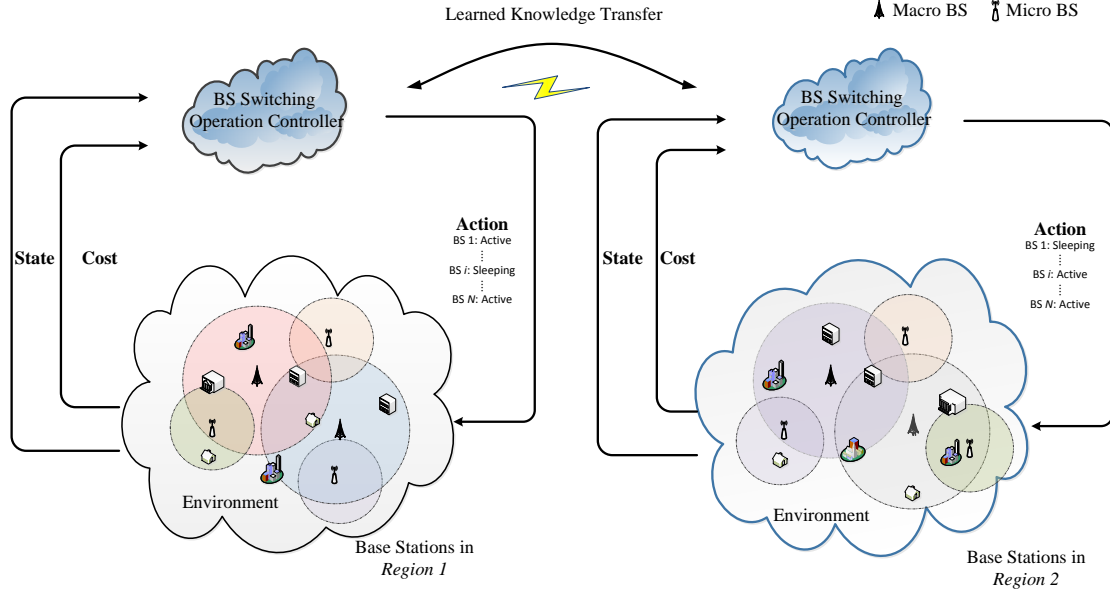 Learned Knowledge Transfer
Macro BS
Micro BS
BS Switching
Operation Controller
State
Cost
Action
BS 1: Active
BS i: Sleeping
BS N: Active
Environment
Base Stations in
Region 1
BS Switching
Operation Controller
State
Cost
Action
BS 1: Sleeping
BS i: Active
BS N: Active
Environment
Base Stations in
Region 2